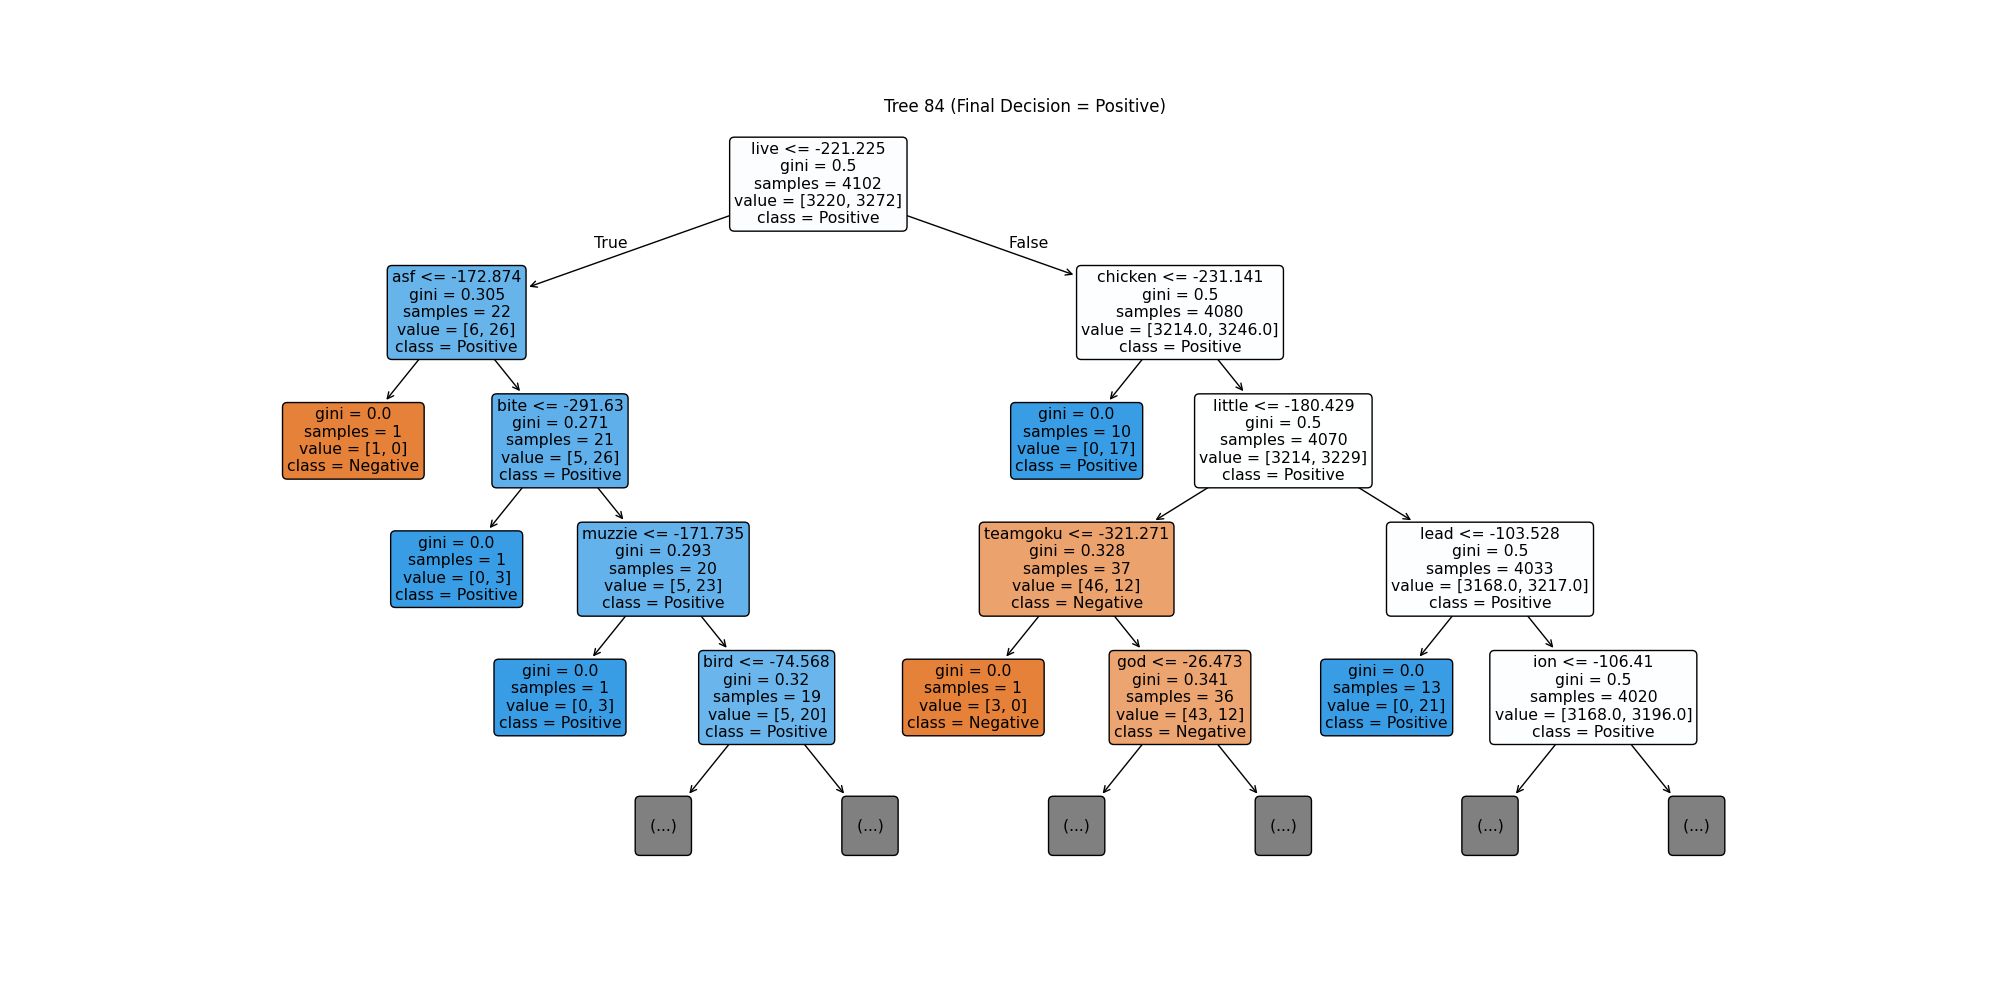 Tree 84 (Final Decision = Positive)
live <= -221.225
gini = 0.5
samples = 4102
value = [3220, 3272]
class = Positive
True
False
asf <= -172.874
gini = 0.305
samples = 22
value = [6, 26]
class = Positive
chicken <= -231.141
gini = 0.5
samples = 4080
value = [3214.0, 3246.0]
class = Positive
gini = 0.0
samples = 1
value = [1, 0]
class = Negative
bite <= -291.63
gini = 0.271
samples = 21
value = [5, 26]
class = Positive
gini = 0.0
samples = 10
value = [0, 17]
class = Positive
little <= -180.429
gini = 0.5
samples = 4070
value = [3214, 3229]
class = Positive
gini = 0.0
samples = 1
value = [0, 3]
class = Positive
muzzie <= -171.735
gini = 0.293
samples = 20
value = [5, 23]
class = Positive
teamgoku <= -321.271
gini = 0.328
samples = 37
value = [46, 12]
class = Negative
lead <= -103.528
gini = 0.5
samples = 4033
value = [3168.0, 3217.0]
class = Positive
gini = 0.0
samples = 1
value = [0, 3]
class = Positive
bird <= -74.568
gini = 0.32
samples = 19
value = [5, 20]
class = Positive
gini = 0.0
samples = 1
value = [3, 0]
class = Negative
god <= -26.473
gini = 0.341
samples = 36
value = [43, 12]
class = Negative
gini = 0.0
samples = 13
value = [0, 21]
class = Positive
ion <= -106.41
gini = 0.5
samples = 4020
value = [3168.0, 3196.0]
class = Positive
(...)
(...)
(...)
(...)
(...)
(...)